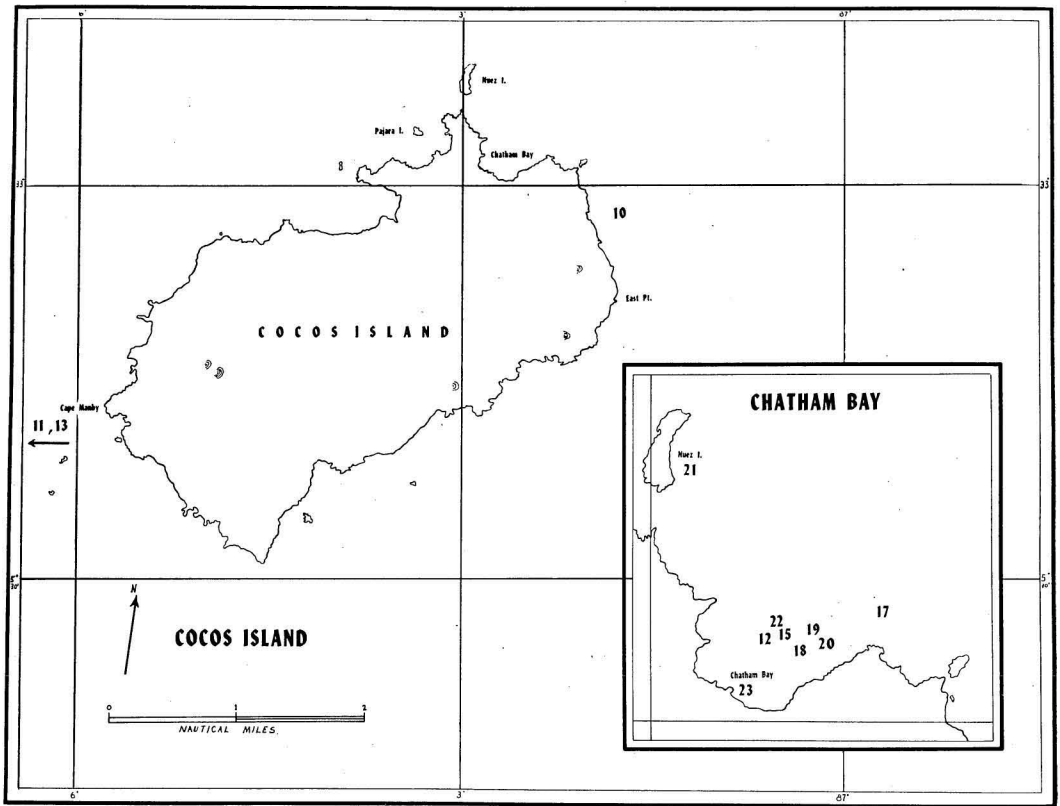 6'
3'
87°
Nuez I.
Pajara I.
Chatham Bay
8
33'
33'
10
East Pt.
COCOS ISLAND
Cape Manby
11, 13
CHATHAM BAY
Nuez I.
21
17
22
19
12
15
20
18
Chatham Bay
23
5°
30'
5°
N
COCOS ISLAND
0
1
2
NAUTICAL MILES.
6'
3'
87°